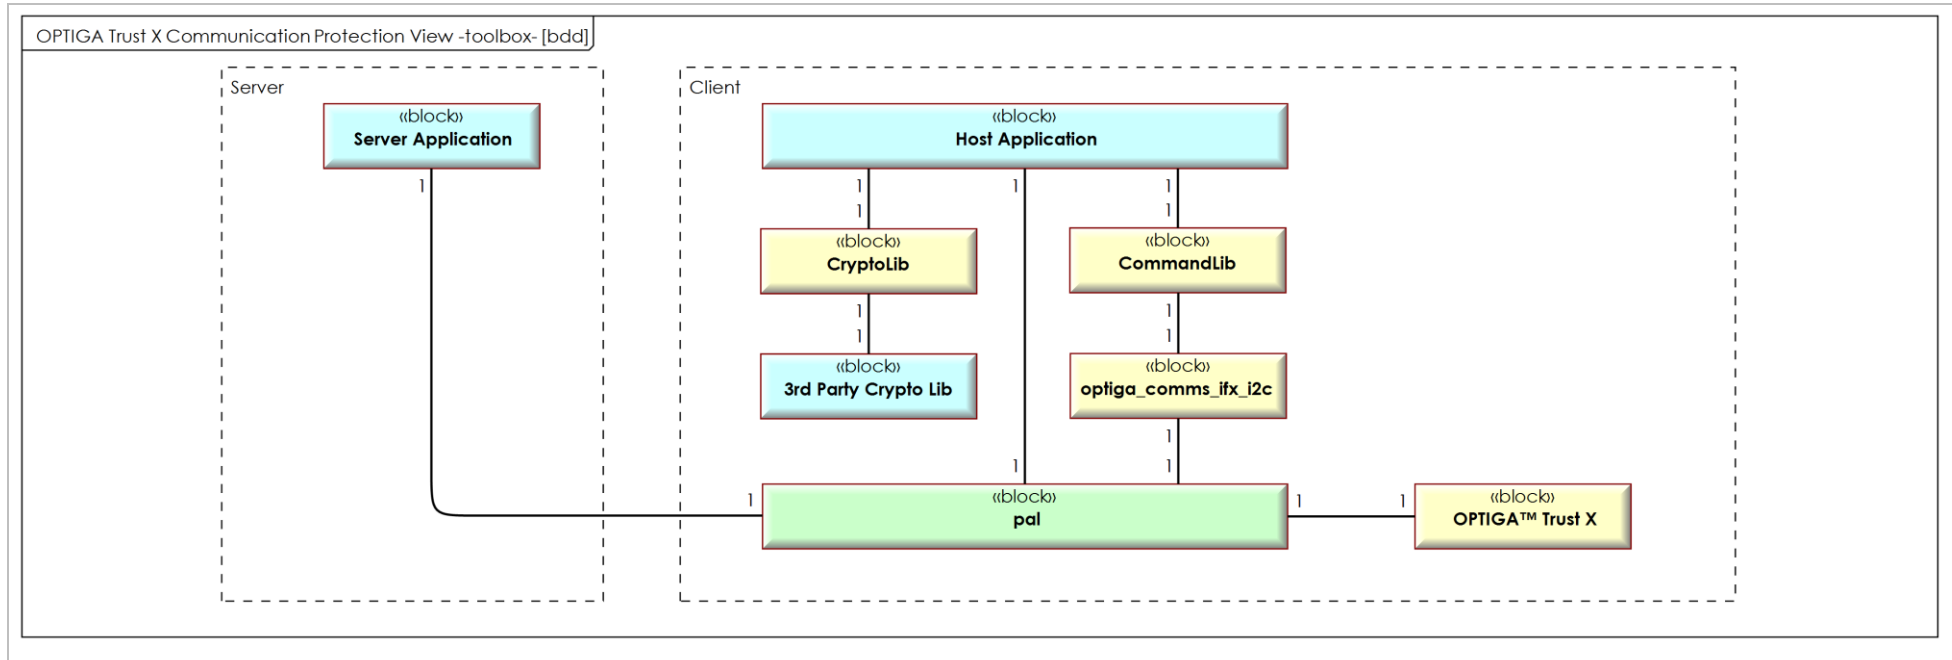 OPTIGA Trust X Communication Protection View -toolbox- [bdd]
Server
Client
«block»
Server Application
«block»
Host Application
1
1
1
1
1
1
1
«block»
CryptoLib
«block»
CommandLib
1
1
1
1
«block»
3rd Party Crypto Lib
«block»
optiga_comms_ifx_i2c
1
1
1
1
1
1
«block»
pal
«block»
OPTIGA™ Trust X